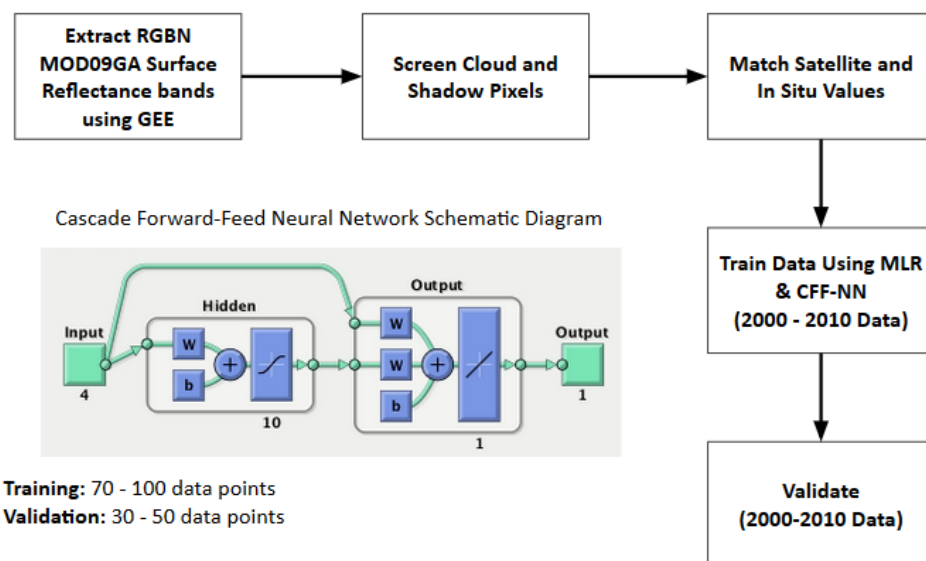 Extract RGBN
MOD09GA Surface
Reflectance bands
using GEE
Screen Cloud and
Shadow Pixels
Match Satellite and
In Situ Values
Train Data Using MLR
& CFF-NN
(2000 - 2010 Data)
Validate
(2000-2010 Data)
Cascade Forward-Feed Neural Network Schematic Diagram
Input
4
Hidden
W
b
+
10
Output
W
W
b
+
1
Output
1
Training: 70 - 100 data points
Validation: 30 - 50 data points